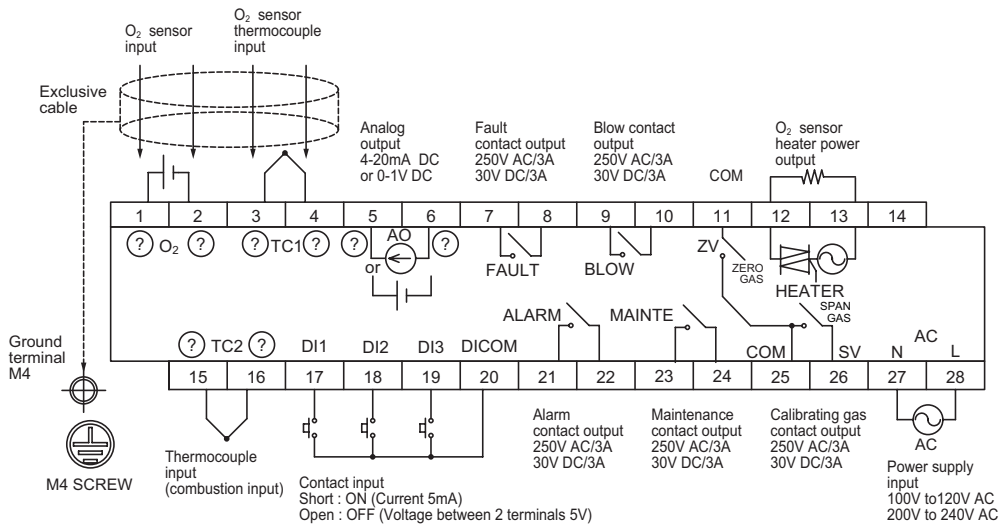 O₂ sensor
input
O₂ sensor
thermocouple
input
Exclusive
cable
Analog
output
4-20mA DC
or 0-1V DC
Fault
contact output
250V AC/3A
30V DC/3A
Blow contact
output
250V AC/3A
30V DC/3A
COM
O₂ sensor
heater power
output
1 2 3 4 5 6 7 8 9 10 11 12 13 14
? O₂ ? ? TC1 ? ? AO ?
or
FAULT
BLOW
ZV
ZERO
GAS
HEATER
SPAN
GAS
ALARM
MAINTE
? TC2 ? DI1 DI2 DI3 DICOM
COM SV N AC L
15 16 17 18 19 20 21 22 23 24 25 26 27 28
Ground
terminal
M4
M4 SCREW
Thermocouple
input
(combustion input)
Contact input
Short : ON (Current 5mA)
Open : OFF (Voltage between 2 terminals 5V)
Alarm
contact output
250V AC/3A
30V DC/3A
Maintenance
contact output
250V AC/3A
30V DC/3A
Calibrating gas
contact output
250V AC/3A
30V DC/3A
AC
Power supply
input
100V to120V AC
200V to 240V AC